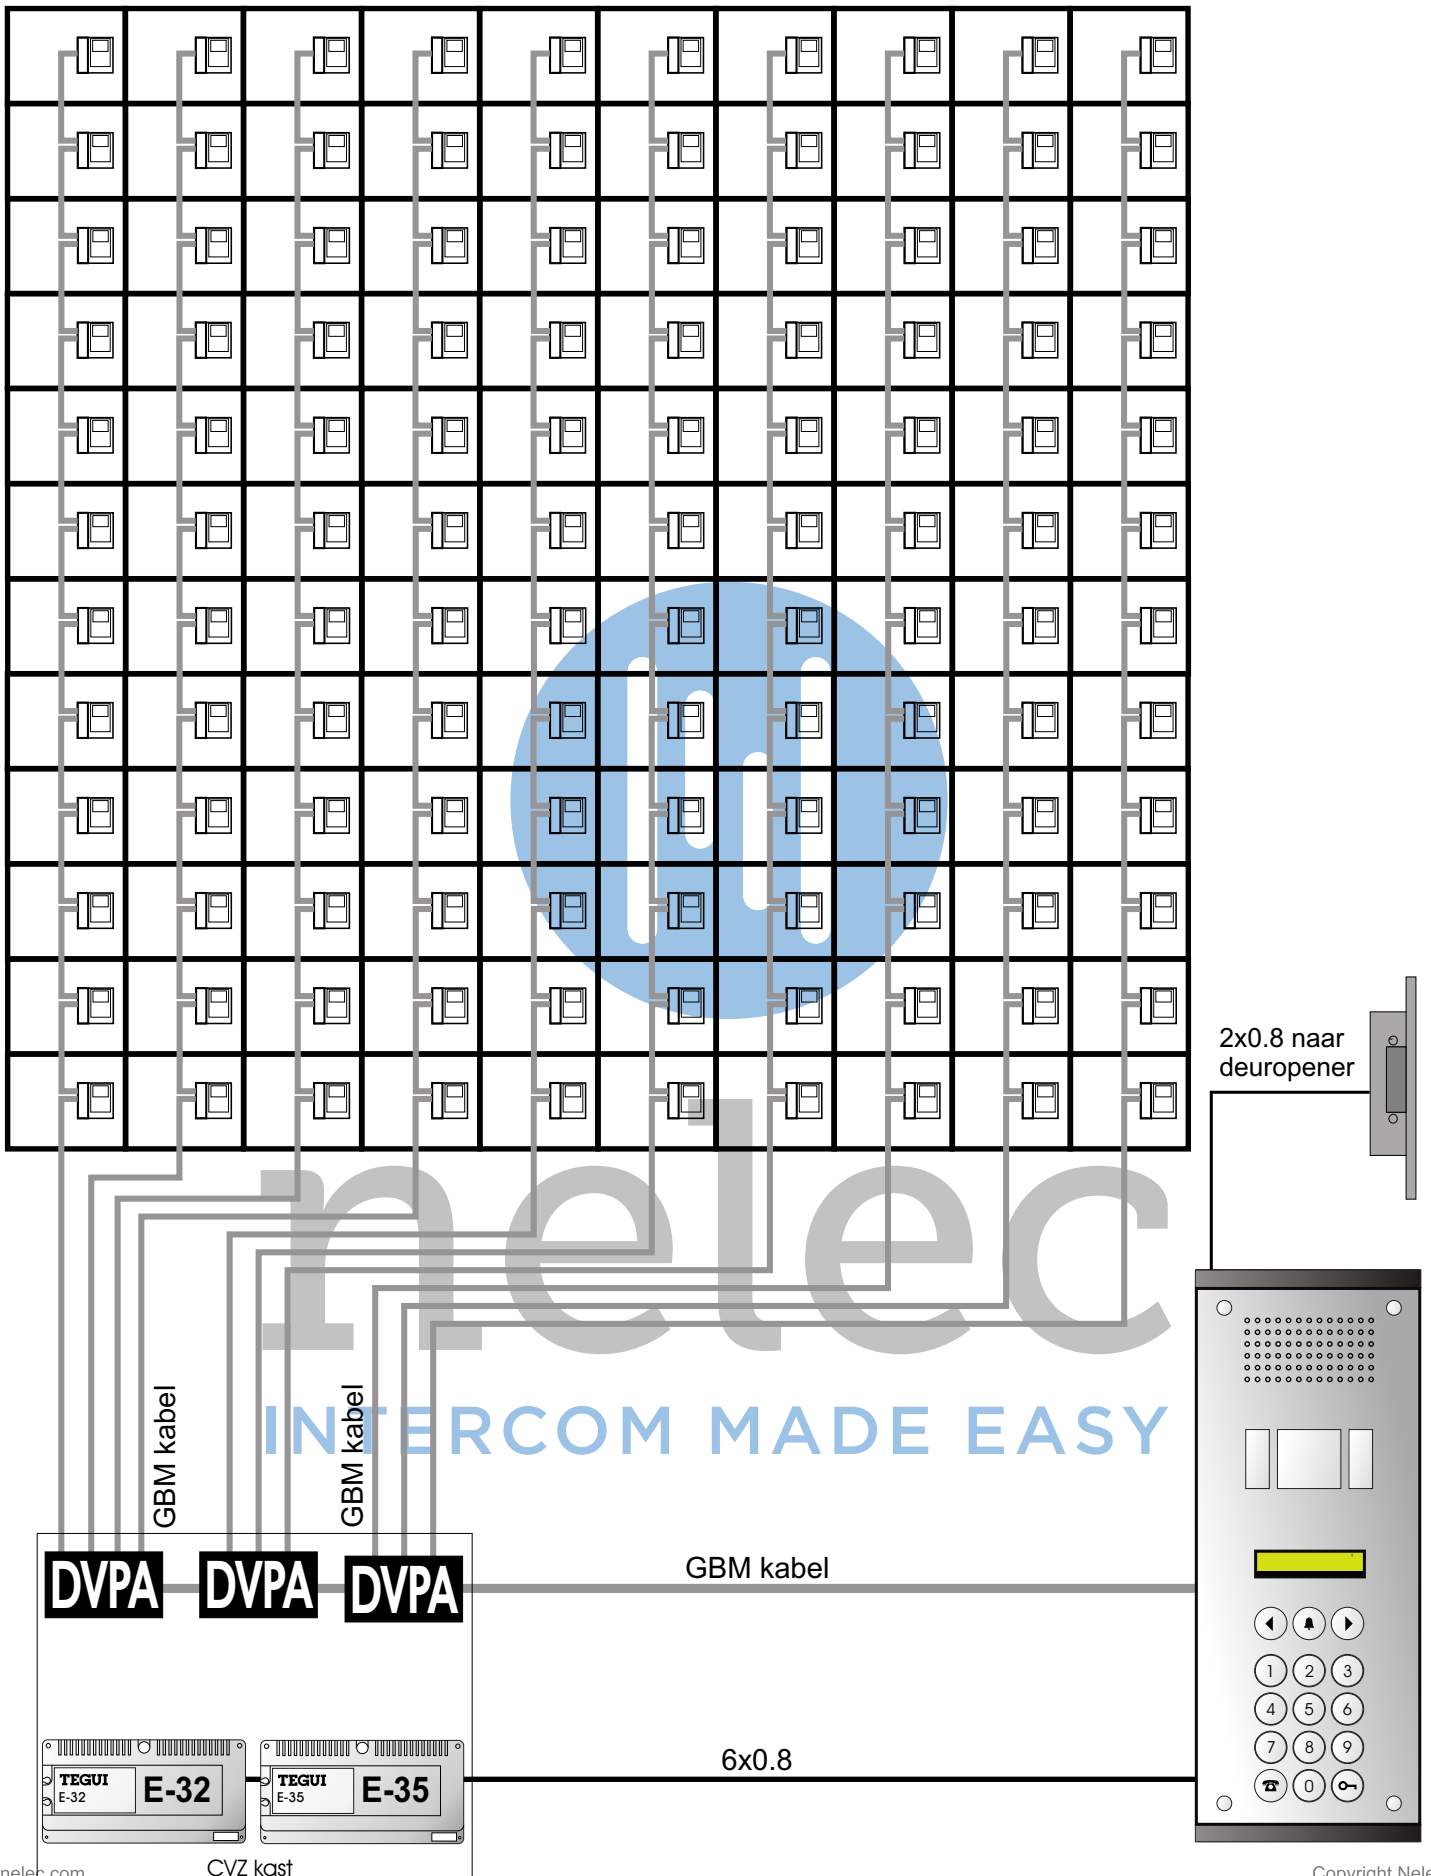 2x0.8 naar
deuropener
nelec
INTERCOM MADE EASY
GBM kabel
GBM kabel
DVPA
DVPA
DVPA
GBM kabel
1
2
3
4
5
6
7
8
9
0
6x0.8
TEGUI
E-32
E-32
TEGUI
E-35
E-35
CVZ kast
nelec.com
Copyright Nele